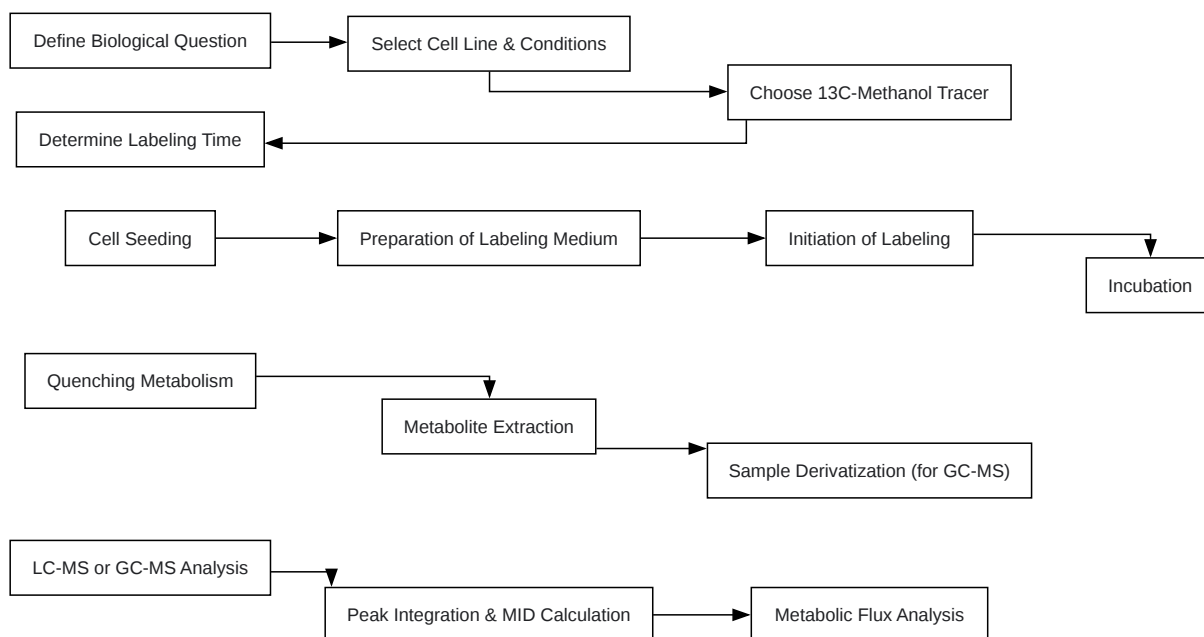 Define Biological Question
Select Cell Line & Conditions
Choose 13C-Methanol Tracer
Determine Labeling Time
Cell Seeding
Preparation of Labeling Medium
Initiation of Labeling
Incubation
Quenching Metabolism
Metabolite Extraction
Sample Derivatization (for GC-MS)
LC-MS or GC-MS Analysis
Peak Integration & MID Calculation
Metabolic Flux Analysis